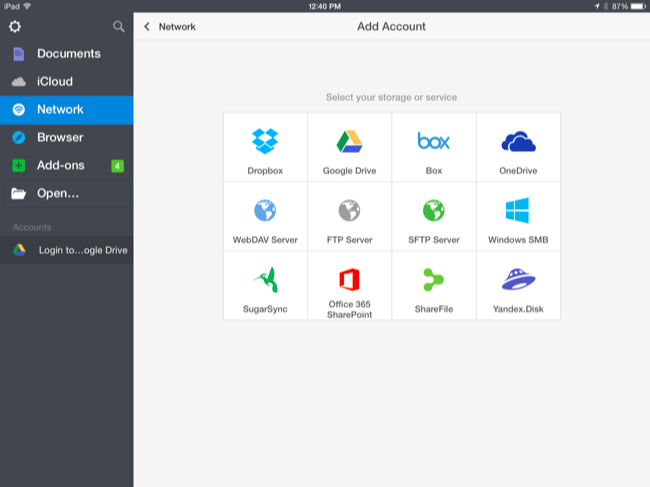 iPad
12:40 PM
87%
Documents
iCloud
Network
Browser
Add-ons
4
Open...
Accounts
Login to...ogle Drive
Network
Add Account
Select your storage or service
Dropbox
Google Drive
box
Box
OneDrive
WebDAV Server
FTP Server
SFTP Server
Windows SMB
SugarSync
Office 365
SharePoint
ShareFile
Yandex.Disk